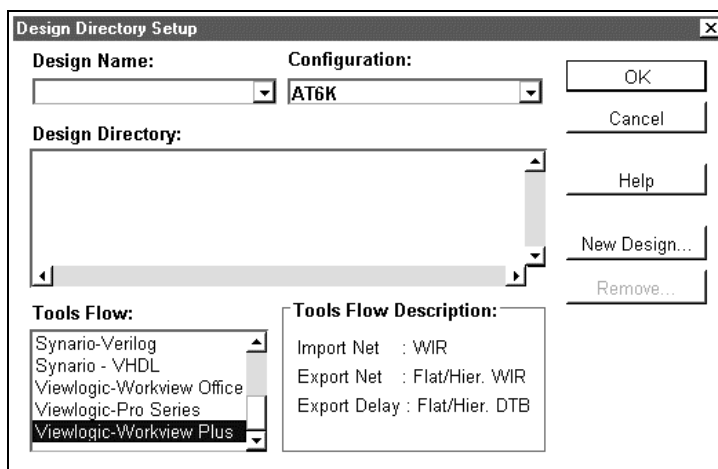 Design Directory Setup
Design Name:
Configuration:
AT6K
OK
Cancel
Design Directory:
Help
New Design...
Remove...
Tools Flow:
Synario-Verilog
Synario - VHDL
Viewlogic-Workview Office
Viewlogic-Pro Series
Viewlogic-Workview Plus
Tools Flow Description:
Import Net : WIR
Export Net : Flat/Hier. WIR
Export Delay : Flat/Hier. DTB